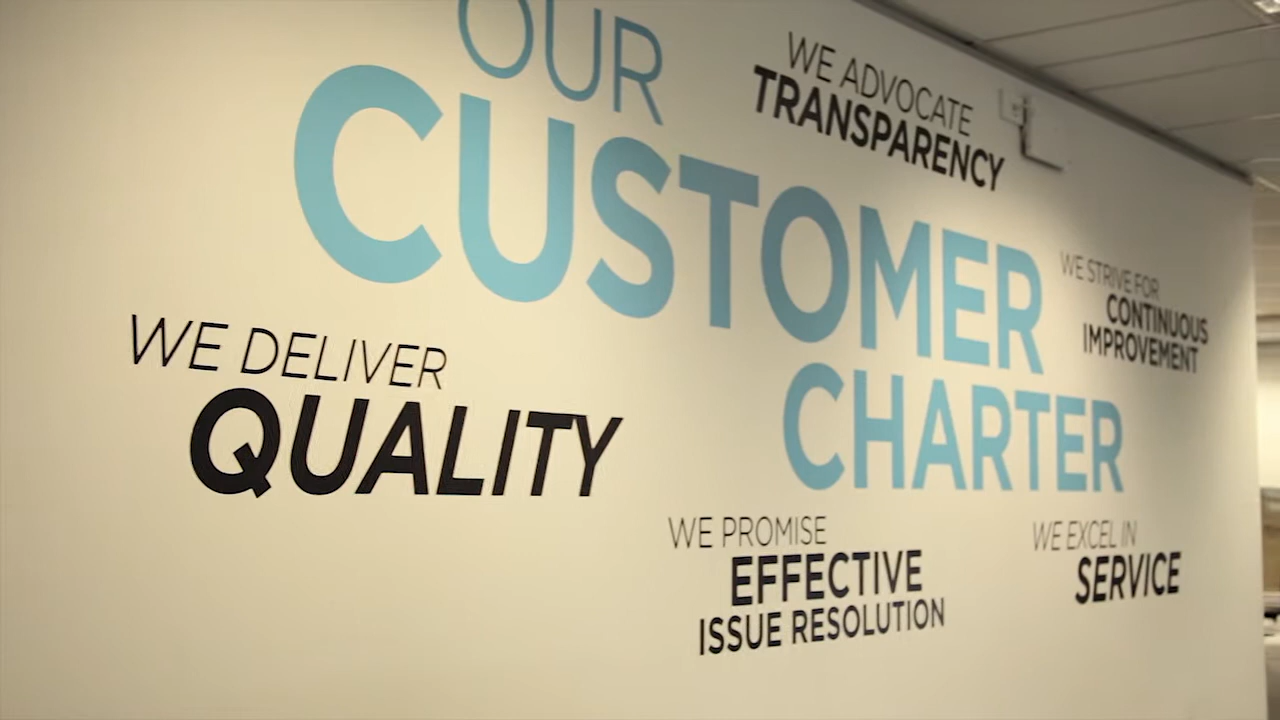 OUR
CUSTOMER
CHARTER
WE ADVOCATE
TRANSPARENCY
WE STRIVE FOR
CONTINUOUS
IMPROVEMENT
WE DELIVER
QUALITY
WE PROMISE
EFFECTIVE
ISSUE RESOLUTION
WE EXCEL IN
SERVICE